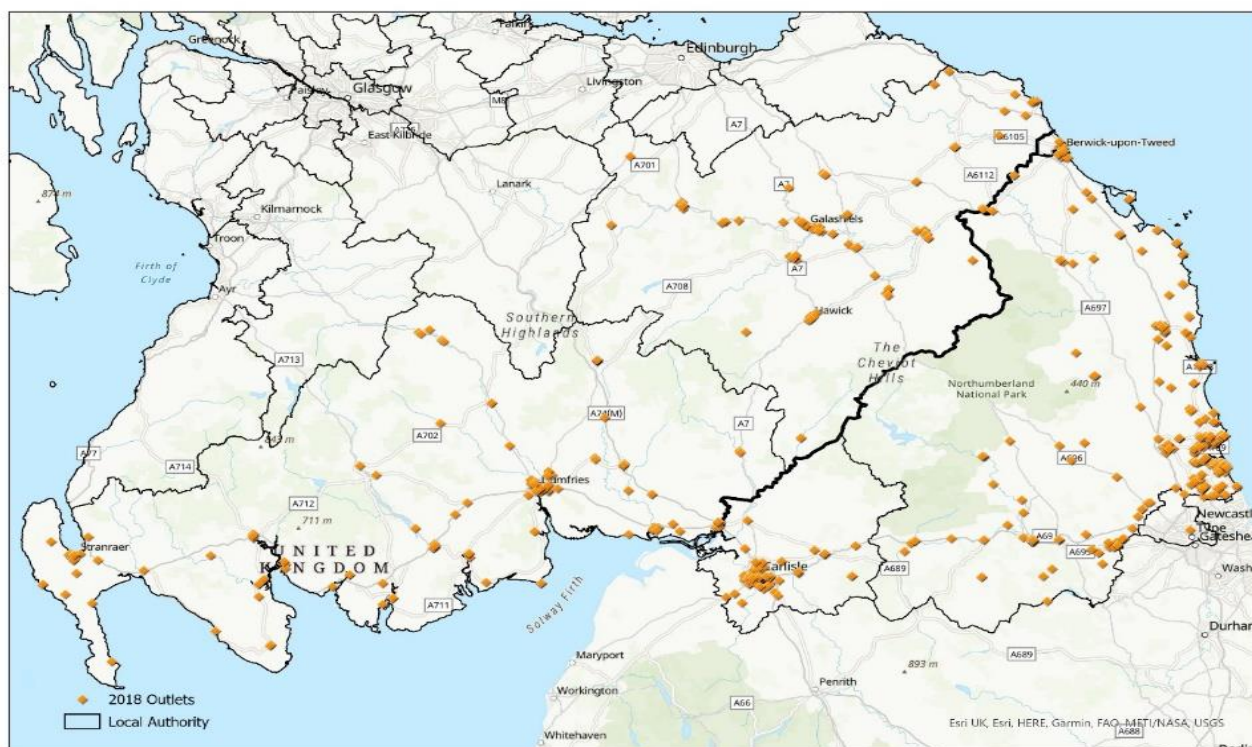 Falkirk
Greenock
Edinburgh
Livingston
Paisley
Glasgow
M8
A7
East Kilbride
A6105
Berwick-upon-Tweed
A701
874 m
Lanark
A6112
Kilmarnock
A7
Galashiels
Troon
Firth of
Clyde
A7
A708
Ayr
Hawick
A697
Southern
Highlands
The
Cheviot
Hills
A713
Northumberland
National Park
440 m
A74(M)
A7
A702
843 m
A77
A714
A696
Dumfries
A712
711 m
Newcastle
Tyne
Gateshead
Stranraer
UNITED
KINGDOM
A69
A695
Carlisle
A689
Wash
A711
Solway Firth
Durham
A689
Maryport
893 m
Penrith
2018 Outlets
Workington
A66
Local Authority
Esri UK, Esri, HERE, Garmin, FAO, METI/NASA, USGS
A688
Whitehaven